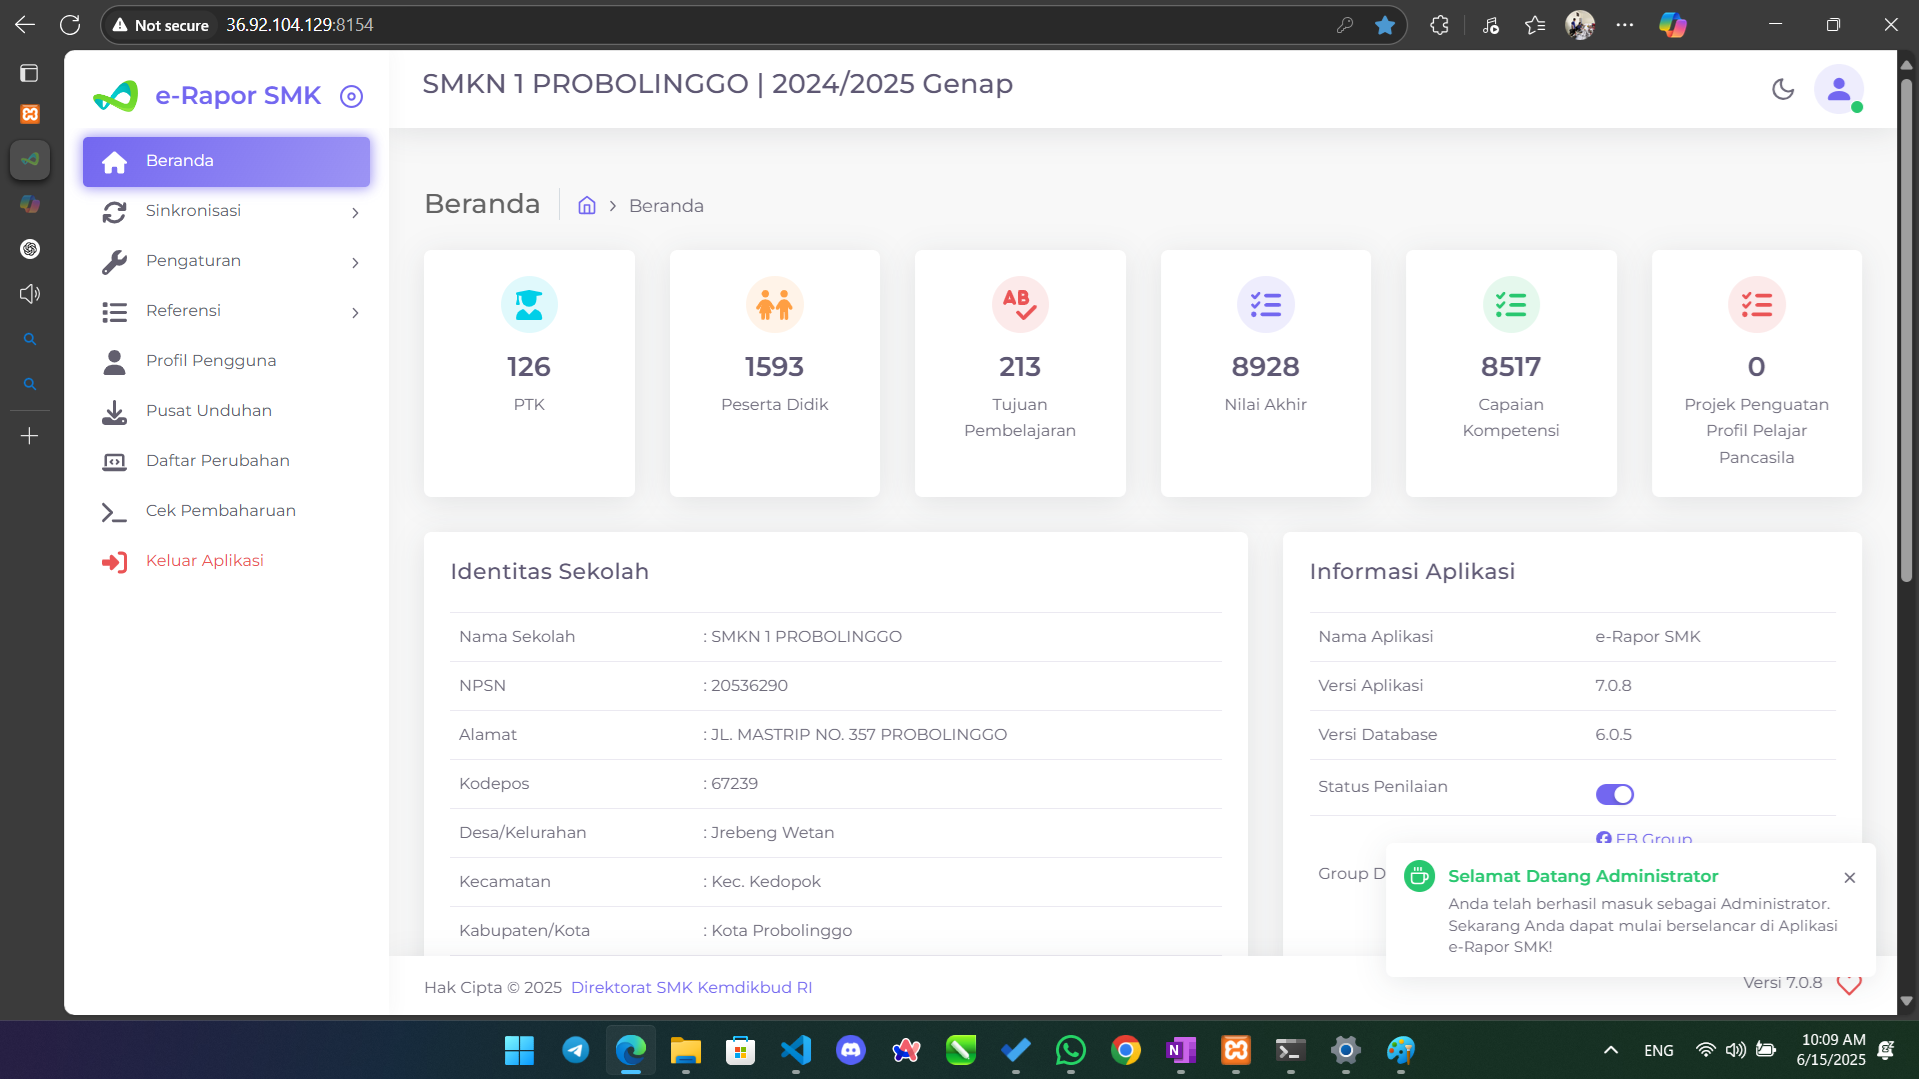 Not secure
36.92.104.129:8154
e-Rapor SMK
Beranda
Sinkronisasi
Pengaturan
Referensi
Profil Pengguna
Pusat Unduhan
Daftar Perubahan
Cek Pembaharuan
Keluar Aplikasi
SMKN 1 PROBOLINGGO | 2024/2025 Genap
Beranda
Beranda
126
PTK
1593
Peserta Didik
AB
213
Tujuan
Pembelajaran
8928
Nilai Akhir
8517
Capaian
Kompetensi
0
Projek Penguatan
Profil Pelajar
Pancasila
Identitas Sekolah
Nama Sekolah : SMKN 1 PROBOLINGGO
NPSN : 20536290
Alamat : JL. MASTRIP NO. 357 PROBOLINGGO
Kodepos : 67239
Desa/Kelurahan : Jrebeng Wetan
Kecamatan : Kec. Kedopok
Kabupaten/Kota : Kota Probolinggo
Informasi Aplikasi
Nama Aplikasi e-Rapor SMK
Versi Aplikasi 7.0.8
Versi Database 6.0.5
Status Penilaian
FB Group
Group D
Selamat Datang Administrator
Anda telah berhasil masuk sebagai Administrator.
Sekarang Anda dapat mulai berselancar di Aplikasi
e-Rapor SMK!
Hak Cipta © 2025 Direktorat SMK Kemdikbud RI
Versi 7.0.8
ENG
10:09 AM
6/15/2025